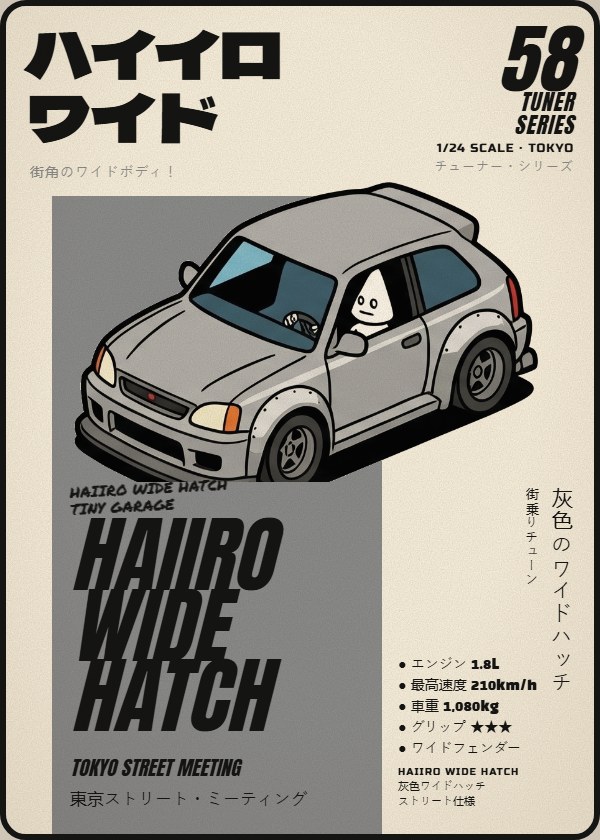 ハイイロ
ワイド
街角のワイドボディ！
58
TUNER
SERIES
1/24 SCALE · TOKYO
チューナー・シリーズ
HAIIRO WIDE HATCH
TINY GARAGE
HAIIRO
WIDE
HATCH
TOKYO STREET MEETING
東京ストリート・ミーティング
灰色のワイドハッチ
街乗りチューン
● エンジン 1.8L
● 最高速度 210km/h
● 車重 1,080kg
● グリップ ★★★
● ワイドフェンダー
HAIIRO WIDE HATCH
灰色ワイドハッチ
ストリート仕様